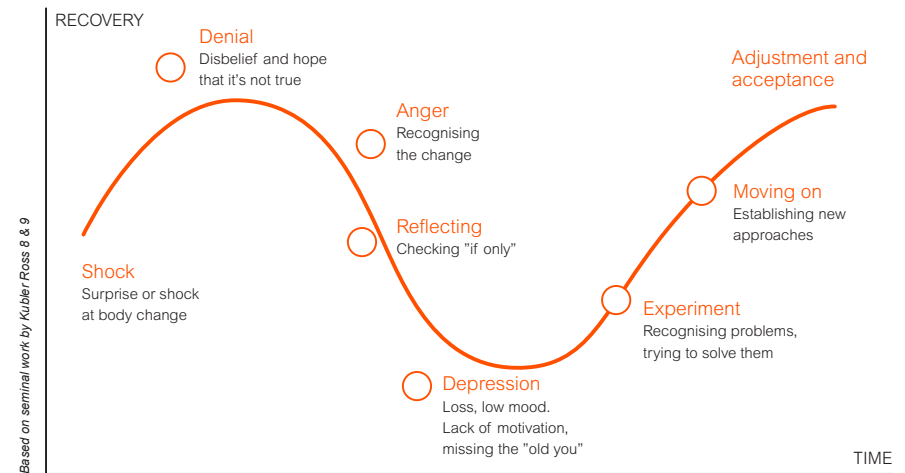 RECOVERY
Denial
Disbelief and hope
that it's not true
Adjustment and
acceptance
Anger
Recognising
the change
Moving on
Establishing new
approaches
Reflecting
Checking ”if only”
Shock
Surprise or shock
at body change
Experiment
Recognising problems,
trying to solve them
Depression
Loss, low mood.
Lack of motivation,
missing the ”old you”
TIME
Based on seminal work by Kubler Ross 8 & 9